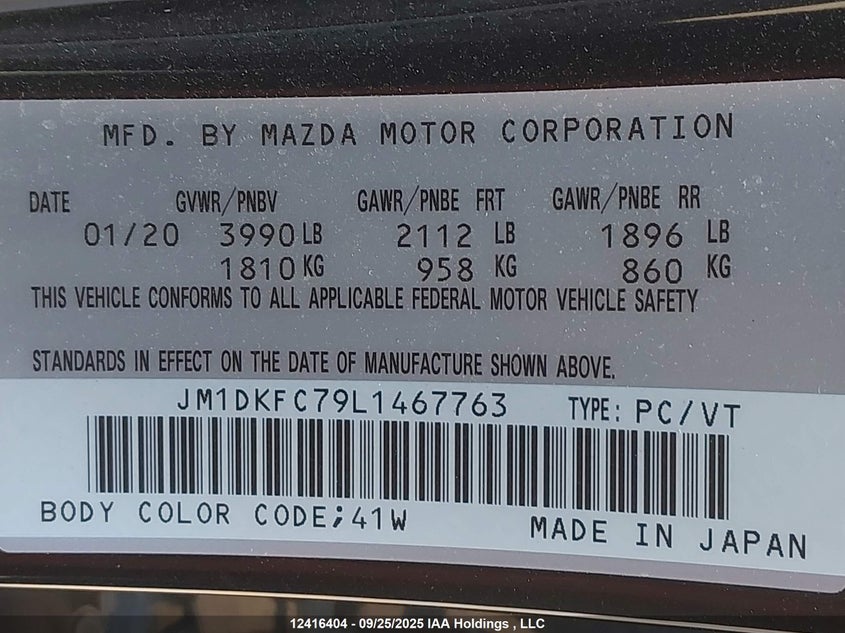 MFD. BY MAZDA MOTOR CORPORATION
DATE GVWR/PNBV GAWR/PNBE FRT GAWR/PNBE RR
01/20 3990 LB 2112 LB 1896 LB
1810 KG 958 KG 860 KG
THIS VEHICLE CONFORMS TO ALL APPLICABLE FEDERAL MOTOR VEHICLE SAFETY
STANDARDS IN EFFECT ON THE DATE OF MANUFACTURE SHOWN ABOVE.
JM1DKFC79L1467763 TYPE: PC/VT
BODY COLOR CODE;41W MADE IN JAPAN
12416404 - 09/25/2025 IAA Holdings , LLC